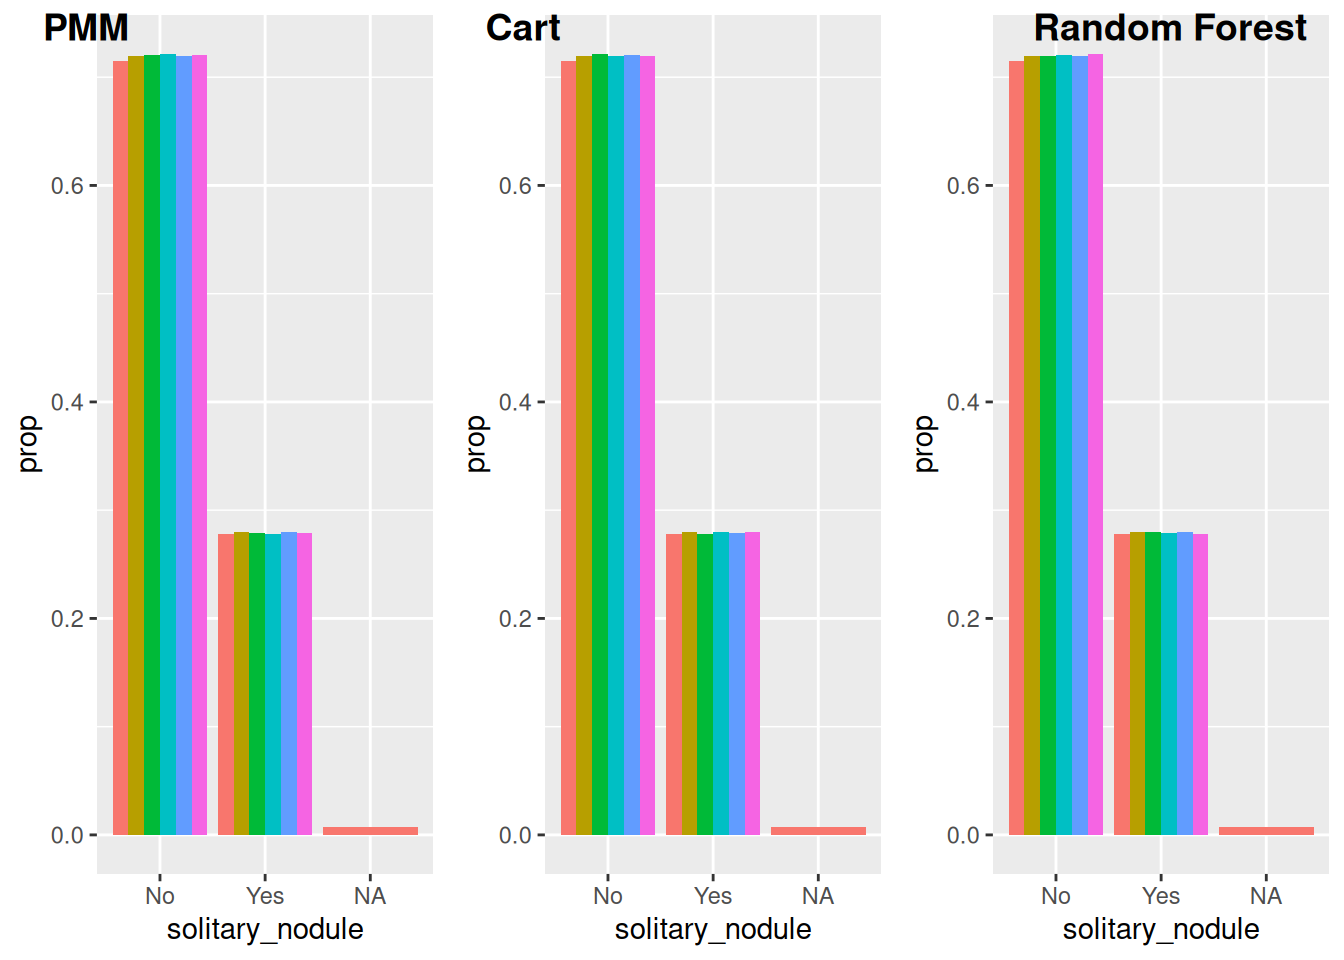 PMM
Cart
Random Forest
prop
0.6
0.4
0.2
0.0
No Yes NA
solitary_nodule
prop
0.6
0.4
0.2
0.0
No Yes NA
solitary_nodule
prop
0.6
0.4
0.2
0.0
No Yes NA
solitary_nodule